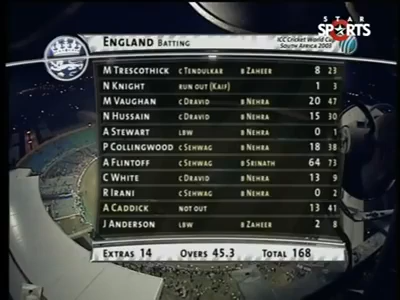 STAR
SPORTS
ENGLAND BATTING
ICC CRICKET WORLD CUP
SOUTH AFRICA 2003
M TRESCOTHICK C TENDULKAR B ZAHEER 8 23
N KNIGHT RUN OUT (KAIF) 1 3
M VAUGHAN C DRAVID B NEHRA 20 47
N HUSSAIN C DRAVID B NEHRA 15 30
A STEWART LBW B NEHRA 0 1
P COLLINGWOOD C SEHWAG B NEHRA 18 38
A FLINTOFF C SEHWAG B SRINATH 64 73
C WHITE C DRAVID B NEHRA 13 9
R IRANI C SEHWAG B NEHRA 0 2
A CADDICK NOT OUT 13 41
J ANDERSON LBW B ZAHEER 2 8
EXTRAS 14 OVERS 45.3 TOTAL 168